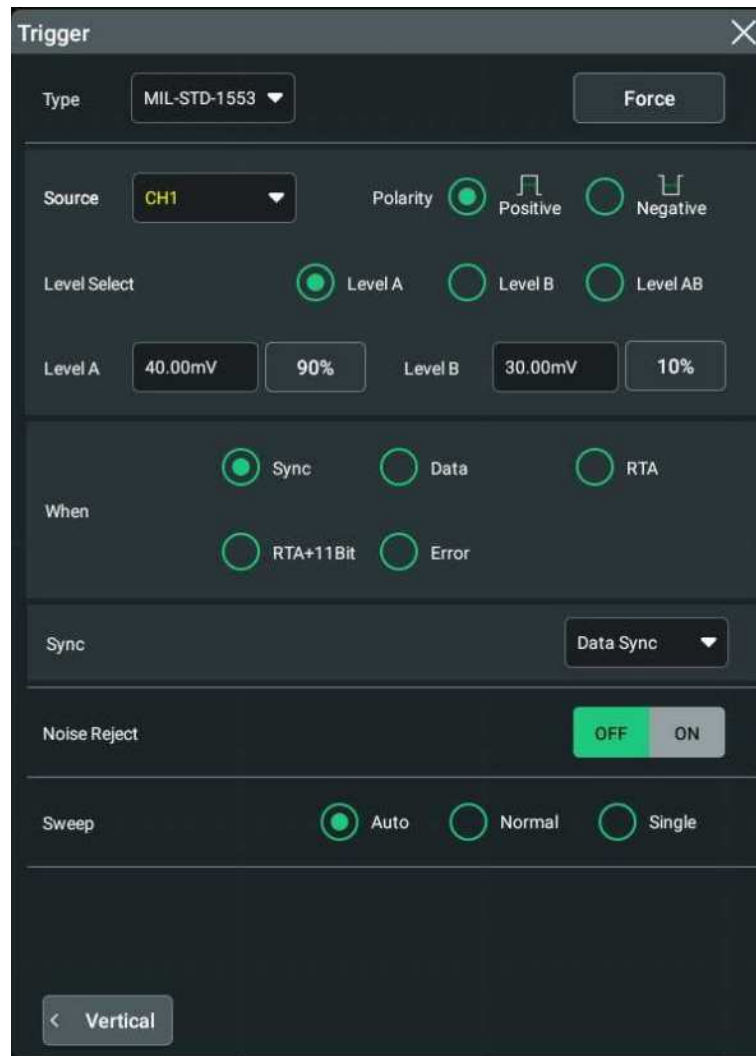 Trigger
Type MIL-STD-1553 Force
Source CH1 Polarity Positive Negative
Level Select Level A Level B Level AB
Level A 40.00mV 90% Level B 30.00mV 10%
Sync Data RTA
When
RTA+11Bit Error
Sync Data Sync
Noise Reject OFF ON
Sweep Auto Normal Single
< Vertical